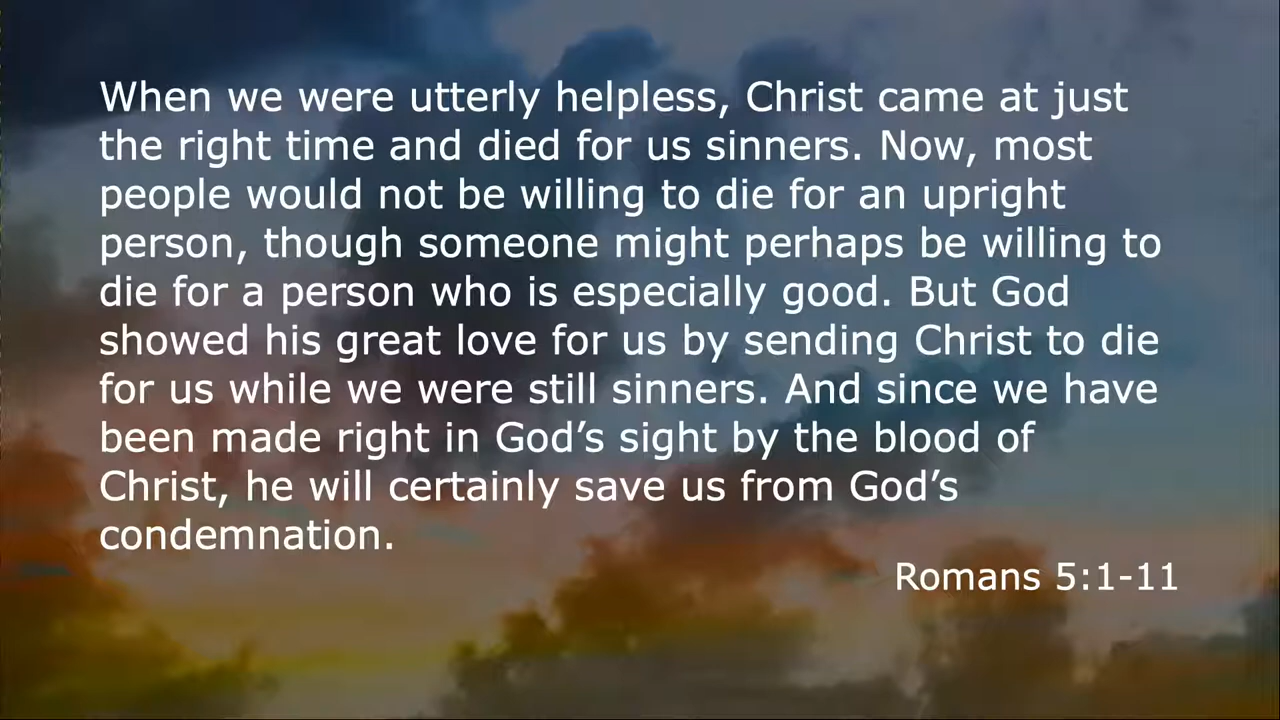 When we were utterly helpless, Christ came at just
the right time and died for us sinners. Now, most
people would not be willing to die for an upright
person, though someone might perhaps be willing to
die for a person who is especially good. But God
showed his great love for us by sending Christ to die
for us while we were still sinners. And since we have
been made right in God’s sight by the blood of
Christ, he will certainly save us from God’s
condemnation.
Romans 5:1-11